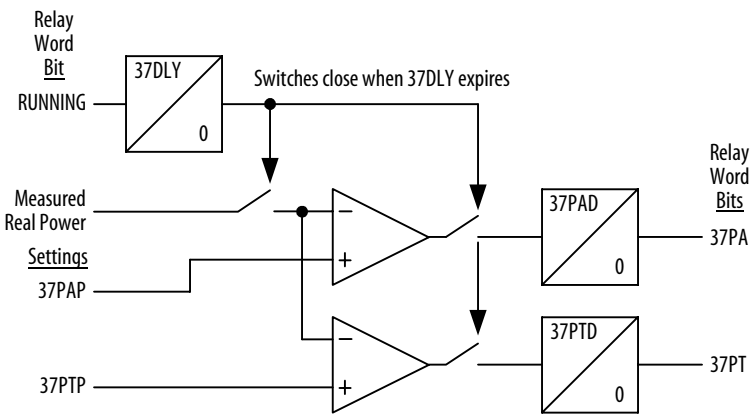 Relay
Word
Bit
RUNNING
37DLY
0
Switches close when 37DLY expires
Measured
Real Power
Settings
37PAP
37PTP
−
+
−
+
37PAD
0
37PTD
0
Relay
Word
Bits
37PA
37PT